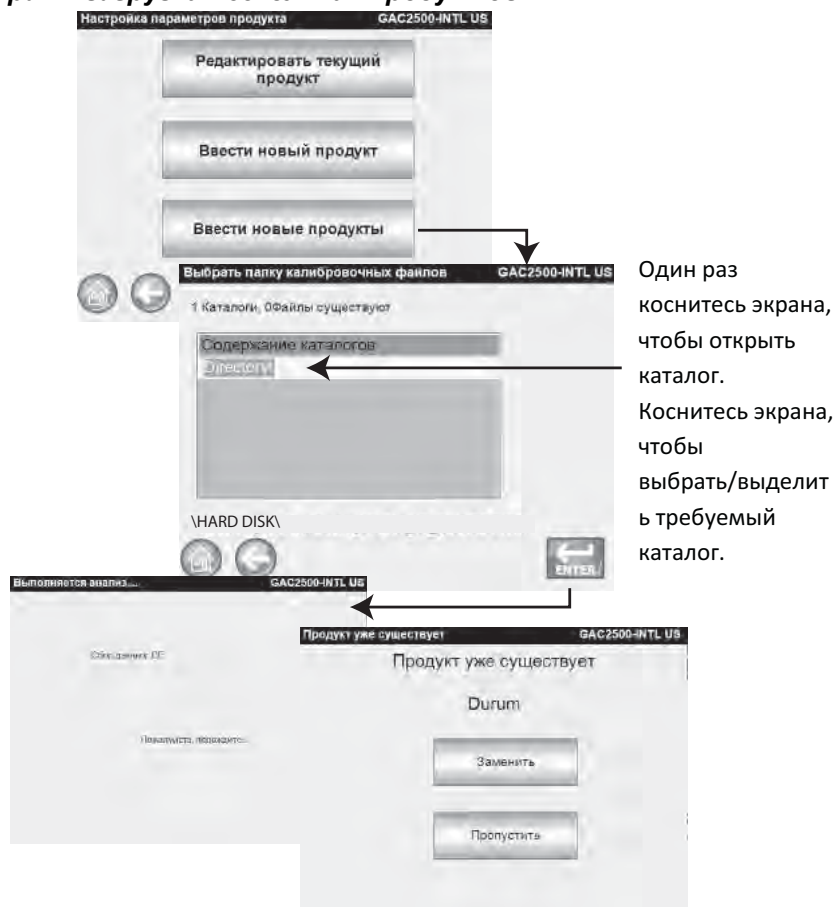 Настройка параметров продукта GAC2500-INTL US
Редактировать текущий
продукт
Ввести новый продукт
Ввести новые продукты
Выбрать папку калибровочных файлов GAC2500-INTL US
1 Каталоги, 0Файлы существуют
Содержание каталогов
Directory1
\HARD DISK\
ENTER
Один раз
коснитесь экрана,
чтобы открыть
каталог.
Коснитесь экрана,
чтобы
выбрать/выделит
ь требуемый
каталог.
Выполняется анализ... GAC2500-INTL US
Пожалуйста, подождите...
Продукт уже существует GAC2500-INTL US
Продукт уже существует
Durum
Заменить
Пропустить